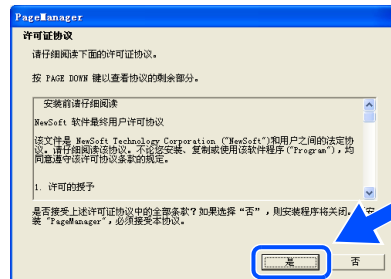 PageManager
许可证协议
请仔细阅读下面的许可证协议。
按 PAGE DOWN 键以查看协议的剩余部分。
安装前请仔细阅读
NewSoft 软件最终用户许可协议
该文件是 NewSoft Technology Corporation ("NewSoft")和用户之间的法定协
议。请仔细阅读该协议。不论您安装、复制或使用该软件程序("Program")，均
同意遵守该许可协议条款的规定。
1. 许可的授予
是否接受上述许可证协议中的全部条款？如果选择“否”，则安装程序将关闭。
装 "PageManager"，必须接受本协议。
是
否